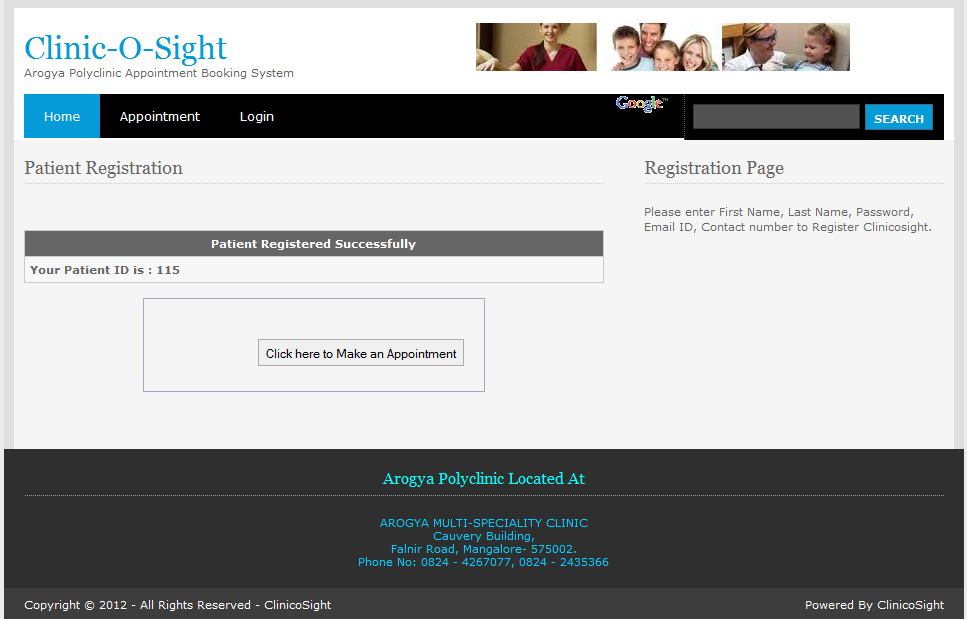 Clinic-O-Sight
Arogya Polyclinic Appointment Booking System
Home
Appointment
Login
Google™
SEARCH
Patient Registration
Registration Page
Please enter First Name, Last Name, Password,
Email ID, Contact number to Register Clinicosight.
Patient Registered Successfully
Your Patient ID is : 115
Click here to Make an Appointment
Arogya Polyclinic Located At
AROGYA MULTI-SPECIALITY CLINIC
Cauvery Building,
Falnir Road, Mangalore- 575002.
Phone No: 0824 - 4267077, 0824 - 2435366
Copyright © 2012 - All Rights Reserved - ClinicoSight
Powered By ClinicoSight